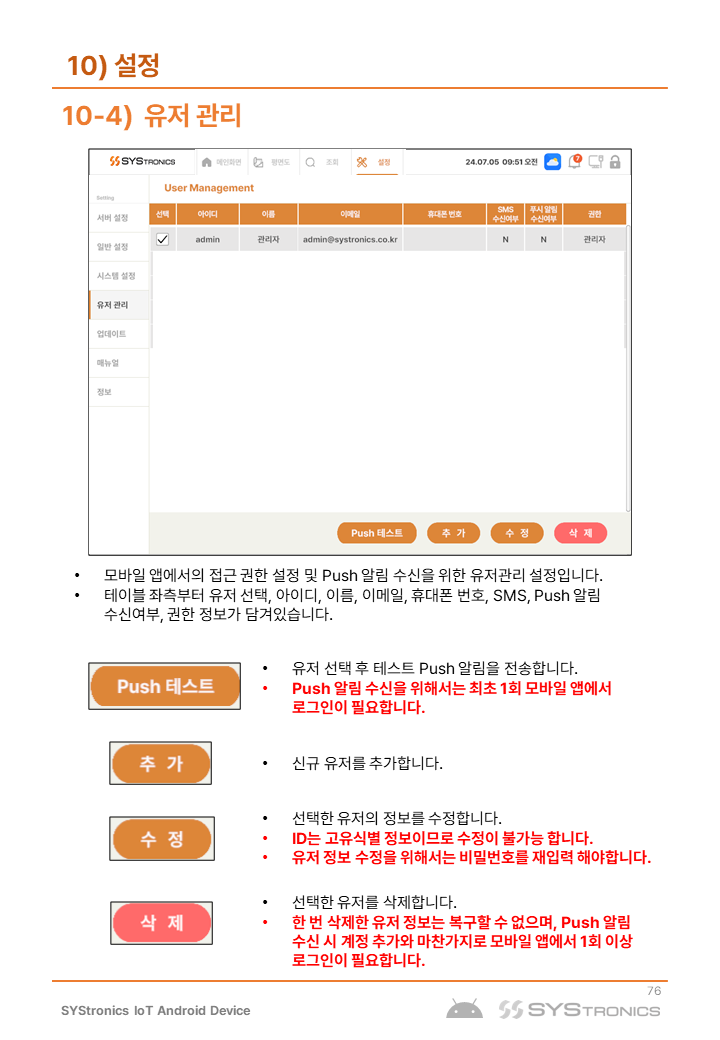 10) 설정
10-4) 유저 관리
SYSTRONICS 메인화면 평면도 조회 설정 24.07.05 09:51 오전 7
Setting
User Management
선택 아이디 이름 이메일 휴대폰 번호 SMS 수신여부 푸시 알림 수신여부 권한
admin 관리자 admin@systronics.co.kr N N 관리자
서버 설정
일반 설정
시스템 설정
유저 관리
업데이트
매뉴얼
정보
Push 테스트 추 가 수 정 삭 제
• 모바일 앱에서의 접근 권한 설정 및 Push 알림 수신을 위한 유저관리 설정입니다.
• 테이블 좌측부터 유저 선택, 아이디, 이름, 이메일, 휴대폰 번호, SMS, Push 알림
수신여부, 권한 정보가 담겨있습니다.
Push 테스트
• 유저 선택 후 테스트 Push 알림을 전송합니다.
• Push 알림 수신을 위해서는 최초 1회 모바일 앱에서
로그인이 필요합니다.
추 가
• 신규 유저를 추가합니다.
수 정
• 선택한 유저의 정보를 수정합니다.
• ID는 고유식별 정보이므로 수정이 불가능 합니다.
• 유저 정보 수정을 위해서는 비밀번호를 재입력 해야합니다.
삭 제
• 선택한 유저를 삭제합니다.
• 한 번 삭제한 유저 정보는 복구할 수 없으며, Push 알림
수신 시 계정 추가와 마찬가지로 모바일 앱에서 1회 이상
로그인이 필요합니다.
76
SYStronics IoT Android Device
SYSTRONICS